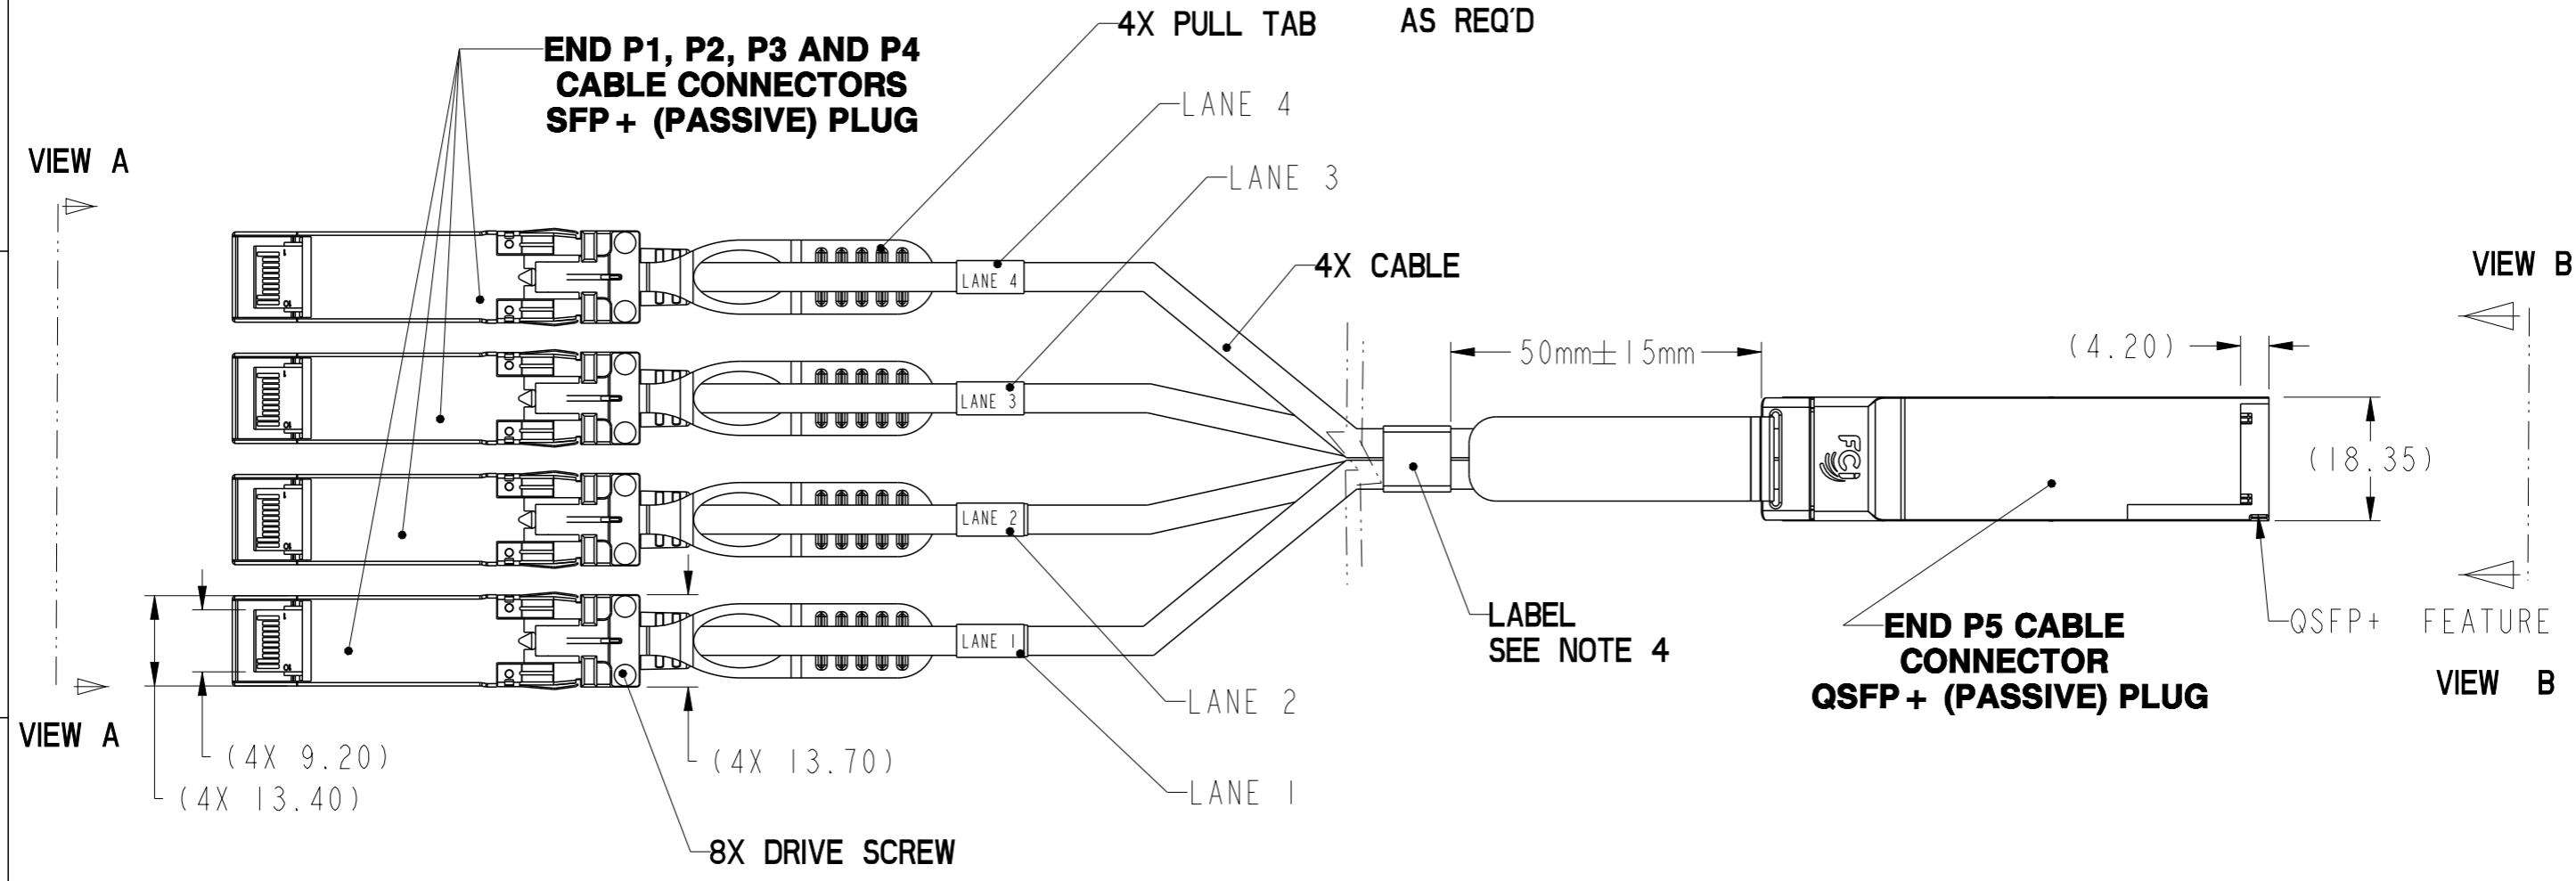 4X PULL TAB AS REQ'D
END P1, P2, P3 AND P4
CABLE CONNECTORS
SFP+ (PASSIVE) PLUG
LANE 4
VIEW A
LANE 3
4X CABLE
VIEW B
LANE 4
50mm±15mm
(4.20)
LANE 3
FCI
(18.35)
LANE 2
LABEL
SEE NOTE 4
END P5 CABLE
CONNECTOR
QSFP+ (PASSIVE) PLUG
QSFP+ FEATURE
LANE 1
VIEW B
LANE 2
VIEW A
(4X 9.20)
(4X 13.70)
(4X 13.40)
LANE 1
8X DRIVE SCREW